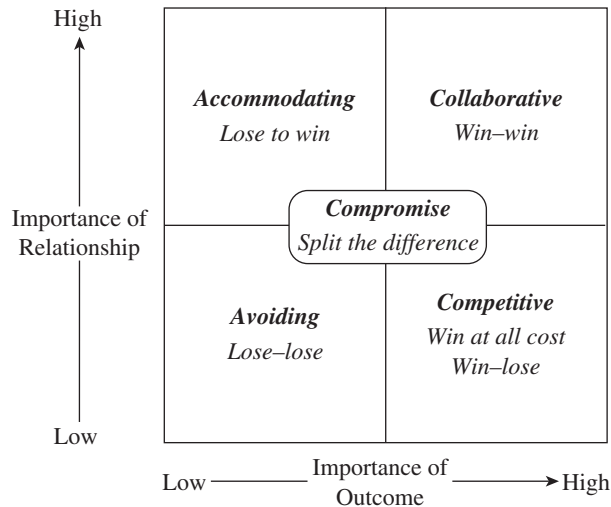 High
Accommodating
Lose to win
Collaborative
Win–win
Importance of
Relationship
Compromise
Split the difference
Avoiding
Lose–lose
Competitive
Win at all cost
Win–lose
Low
Low
Importance of
Outcome
High